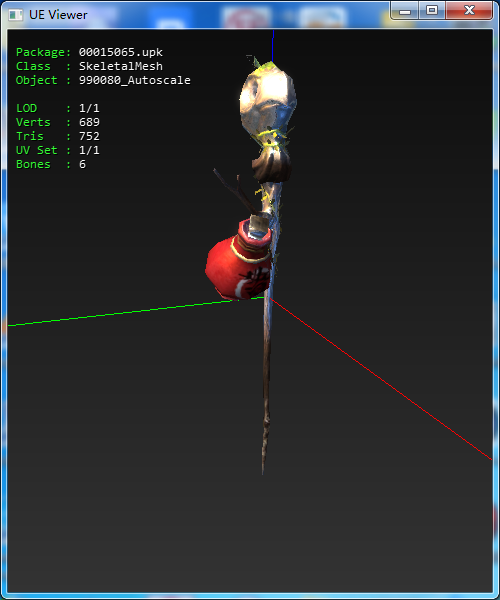 UE Viewer
Package: 00015065.upk
Class : SkeletalMesh
Object : 990080_Autoscale
LOD : 1/1
Verts : 689
Tris : 752
UV Set : 1/1
Bones : 6